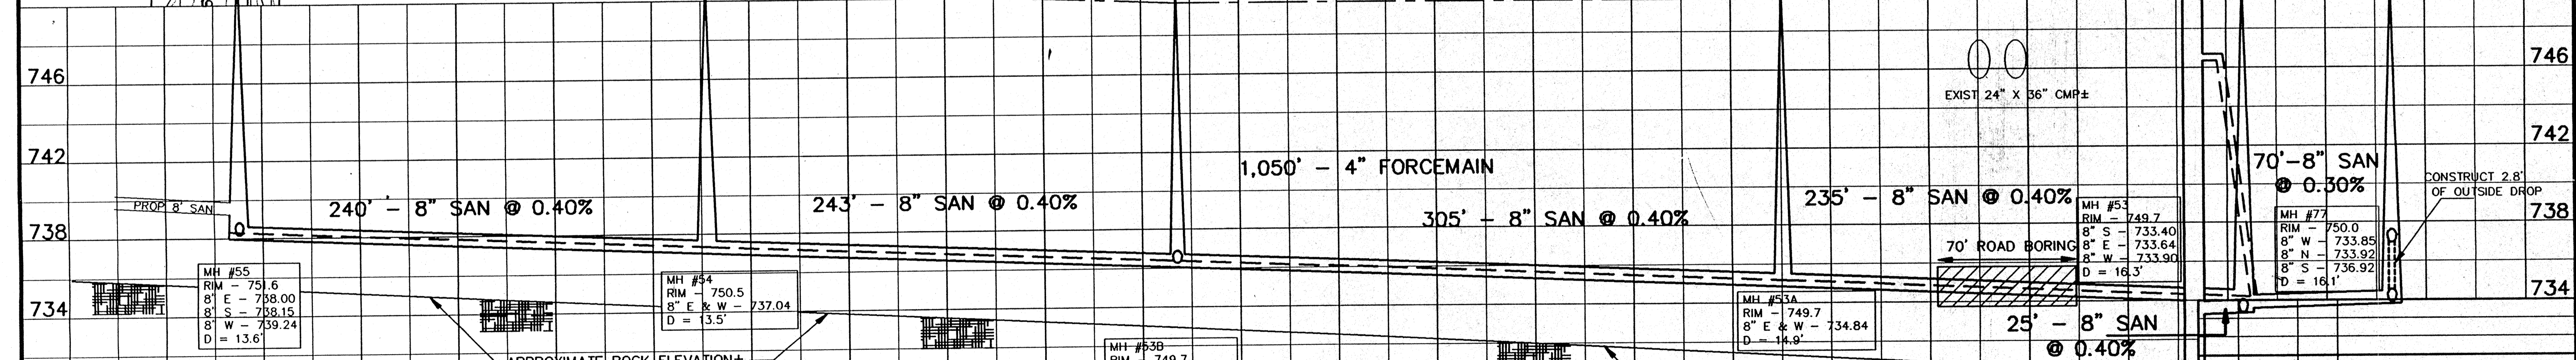 746
746
EXIST 24" X 36" CMP±
742
742
1,050' - 4" FORCEMAIN
70'-8" SAN
@ 0.30%
CONSTRUCT 2.8'
OF OUTSIDE DROP
PROP 8' SAN
240' - 8" SAN @ 0.40%
243' - 8" SAN @ 0.40%
305' - 8" SAN @ 0.40%
235' - 8" SAN @ 0.40%
738
738
MH #53
RIM - 749.7
8" S - 733.40
8" E - 733.64
8" W - 733.90
D = 16.3'
MH #77
RIM - 750.0
8" W - 733.85
8" N - 733.92
8" S - 736.92
D = 16.1'
70' ROAD BORING
MH #55
RIM - 751.6
8' E - 738.00
8' S - 738.15
8' W - 739.24
D = 13.6'
MH #54
RIM - 750.5
8" E & W - 737.04
D = 13.5'
MH #53A
RIM - 749.7
8" E & W - 734.84
D = 14.9'
734
734
25' - 8" SAN
@ 0.40%
APPROXIMATE ROCK ELEVATION±
MH #53B
RIM - 749.7